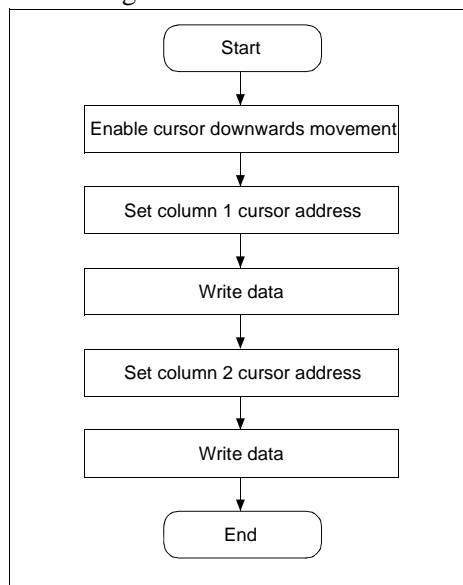 Start
Enable cursor downwards movement
Set column 1 cursor address
Write data
Set column 2 cursor address
Write data
End